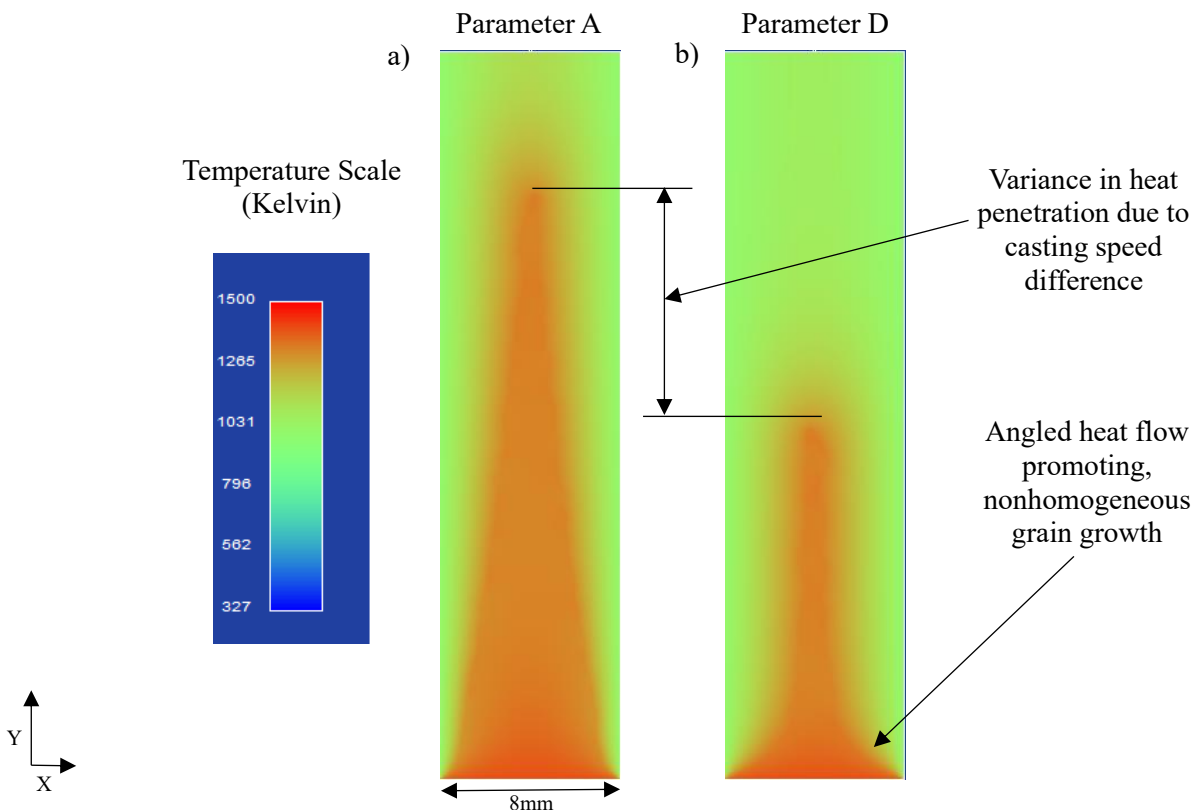 Parameter A
Parameter D
a)
b)
Temperature Scale
(Kelvin)
1500
1265
1031
796
562
327
Variance in heat
penetration due to
casting speed
difference
Angled heat flow
promoting,
nonhomogeneous
grain growth
Y
X
8mm